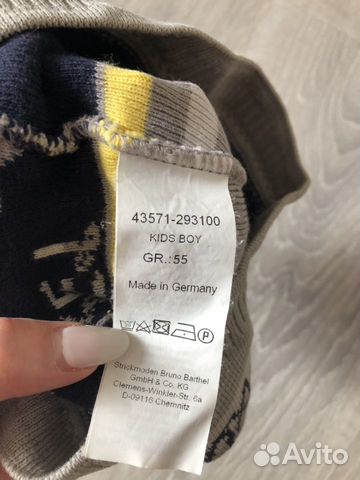 43571-293100
KIDS BOY
GR.:55
Made in Germany
P
Strickmoden Bruno Barthel
GmbH & Co. KG
Clemens-Winkler-Str. 6a
D-09116 Chemnitz
Avito